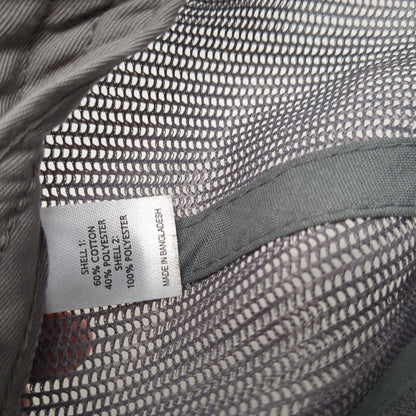 SHELL 1:
60% COTTON
40% POLYESTER
SHELL 2:
100% POLYESTER
MADE IN BANGLADESH